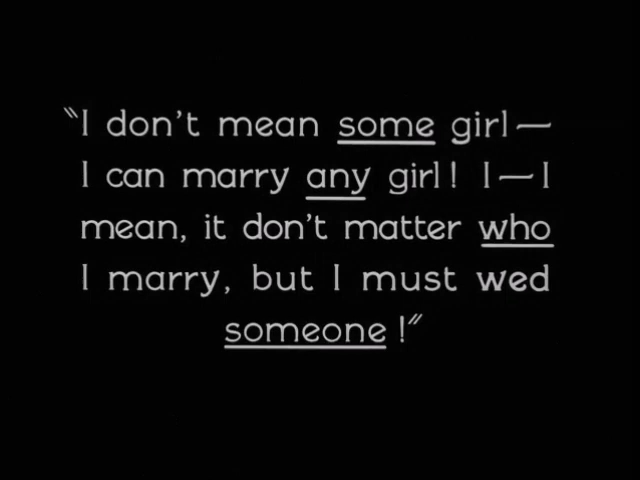 "I don't mean some girl—
I can marry any girl! I—I
mean, it don't matter who
I marry, but I must wed
someone!"